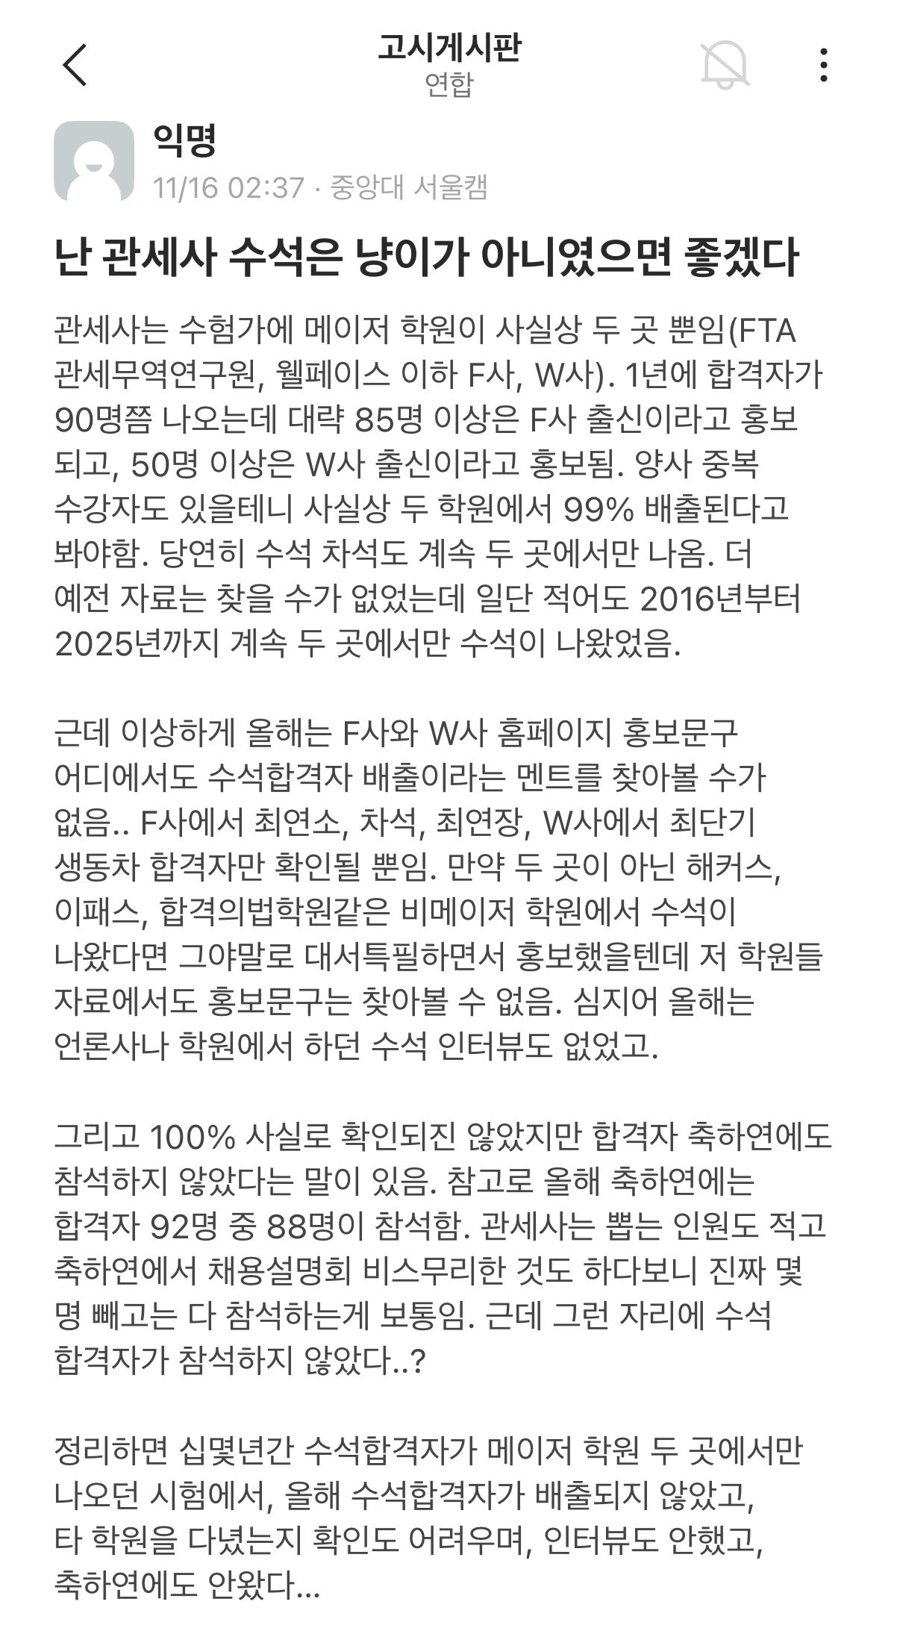 고시게시판
연합
익명
11/16 02:37 · 중앙대 서울캠
난 관세사 수석은 냥이가 아니였으면 좋겠다
관세사는 수험가에 메이저 학원이 사실상 두 곳 뿐임(FTA
관세무역연구원, 웰페이스 이하 F사, W사). 1년에 합격자가
90명쯤 나오는데 대략 85명 이상은 F사 출신이라고 홍보
되고, 50명 이상은 W사 출신이라고 홍보됨. 양사 중복
수강자도 있을테니 사실상 두 학원에서 99% 배출된다고
봐야함. 당연히 수석 차석도 계속 두 곳에서만 나옴. 더
예전 자료는 찾을 수가 없었는데 일단 적어도 2016년부터
2025년까지 계속 두 곳에서만 수석이 나왔었음.
근데 이상하게 올해는 F사와 W사 홈페이지 홍보문구
어디에서도 수석합격자 배출이라는 멘트를 찾아볼 수가
없음.. F사에서 최연소, 차석, 최연장, W사에서 최단기
생동차 합격자만 확인될 뿐임. 만약 두 곳이 아닌 해커스,
이패스, 합격의법학원같은 비메이저 학원에서 수석이
나왔다면 그야말로 대서특필하면서 홍보했을텐데 저 학원들
자료에서도 홍보문구는 찾아볼 수 없음. 심지어 올해는
언론사나 학원에서 하던 수석 인터뷰도 없었고.
그리고 100% 사실로 확인되진 않았지만 합격자 축하연에도
참석하지 않았다는 말이 있음. 참고로 올해 축하연에는
합격자 92명 중 88명이 참석함. 관세사는 뽑는 인원도 적고
축하연에서 채용설명회 비스무리한 것도 하다보니 진짜 몇
명 빼고는 다 참석하는게 보통임. 근데 그런 자리에 수석
합격자가 참석하지 않았다..?
정리하면 십몇년간 수석합격자가 메이저 학원 두 곳에서만
나오던 시험에서, 올해 수석합격자가 배출되지 않았고,
타 학원을 다녔는지 확인도 어려우며, 인터뷰도 안했고,
축하연에도 안왔다...